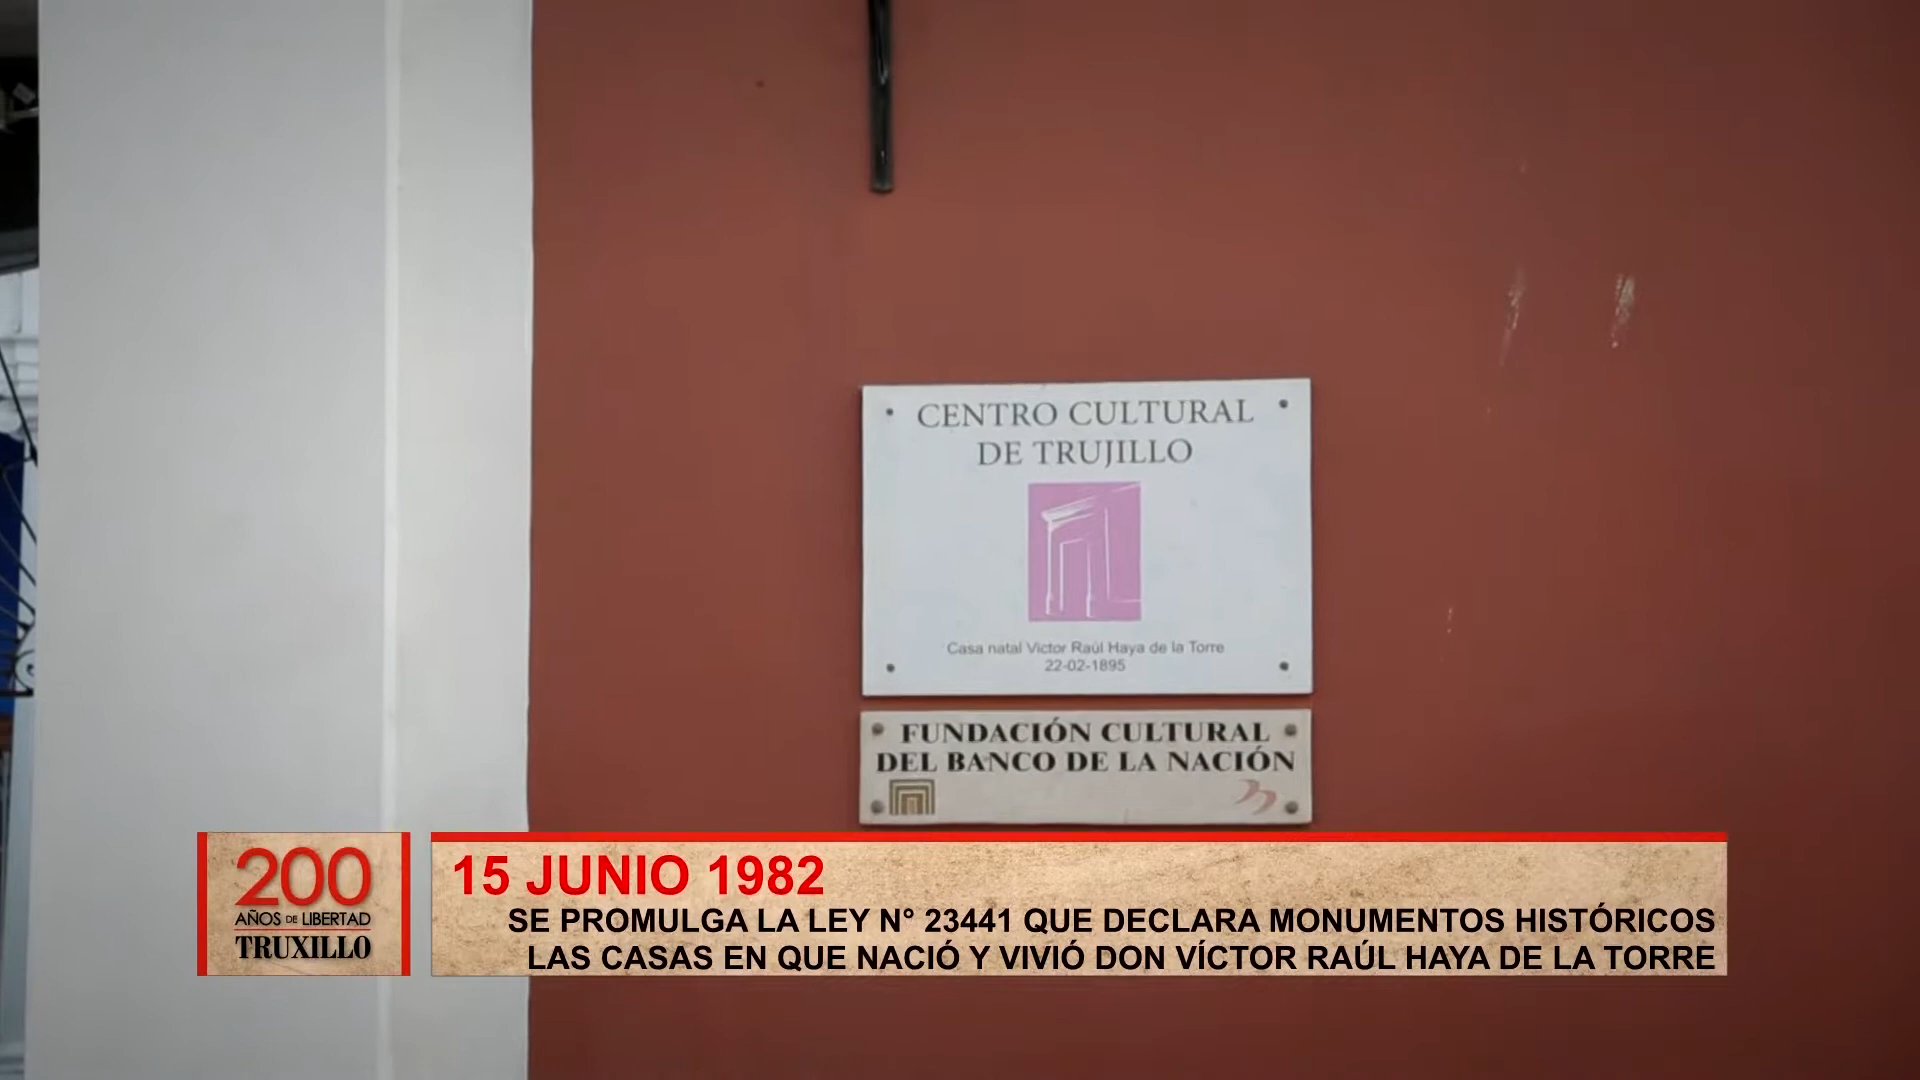 CENTRO CULTURAL
DE TRUJILLO
Casa natal Victor Raúl Haya de la Torre
22-02-1895
FUNDACIÓN CULTURAL
DEL BANCO DE LA NACIÓN
200
AÑOS DE LIBERTAD
TRUXILLO
15 JUNIO 1982
SE PROMULGA LA LEY N° 23441 QUE DECLARA MONUMENTOS HISTÓRICOS
LAS CASAS EN QUE NACIÓ Y VIVIÓ DON VÍCTOR RAÚL HAYA DE LA TORRE